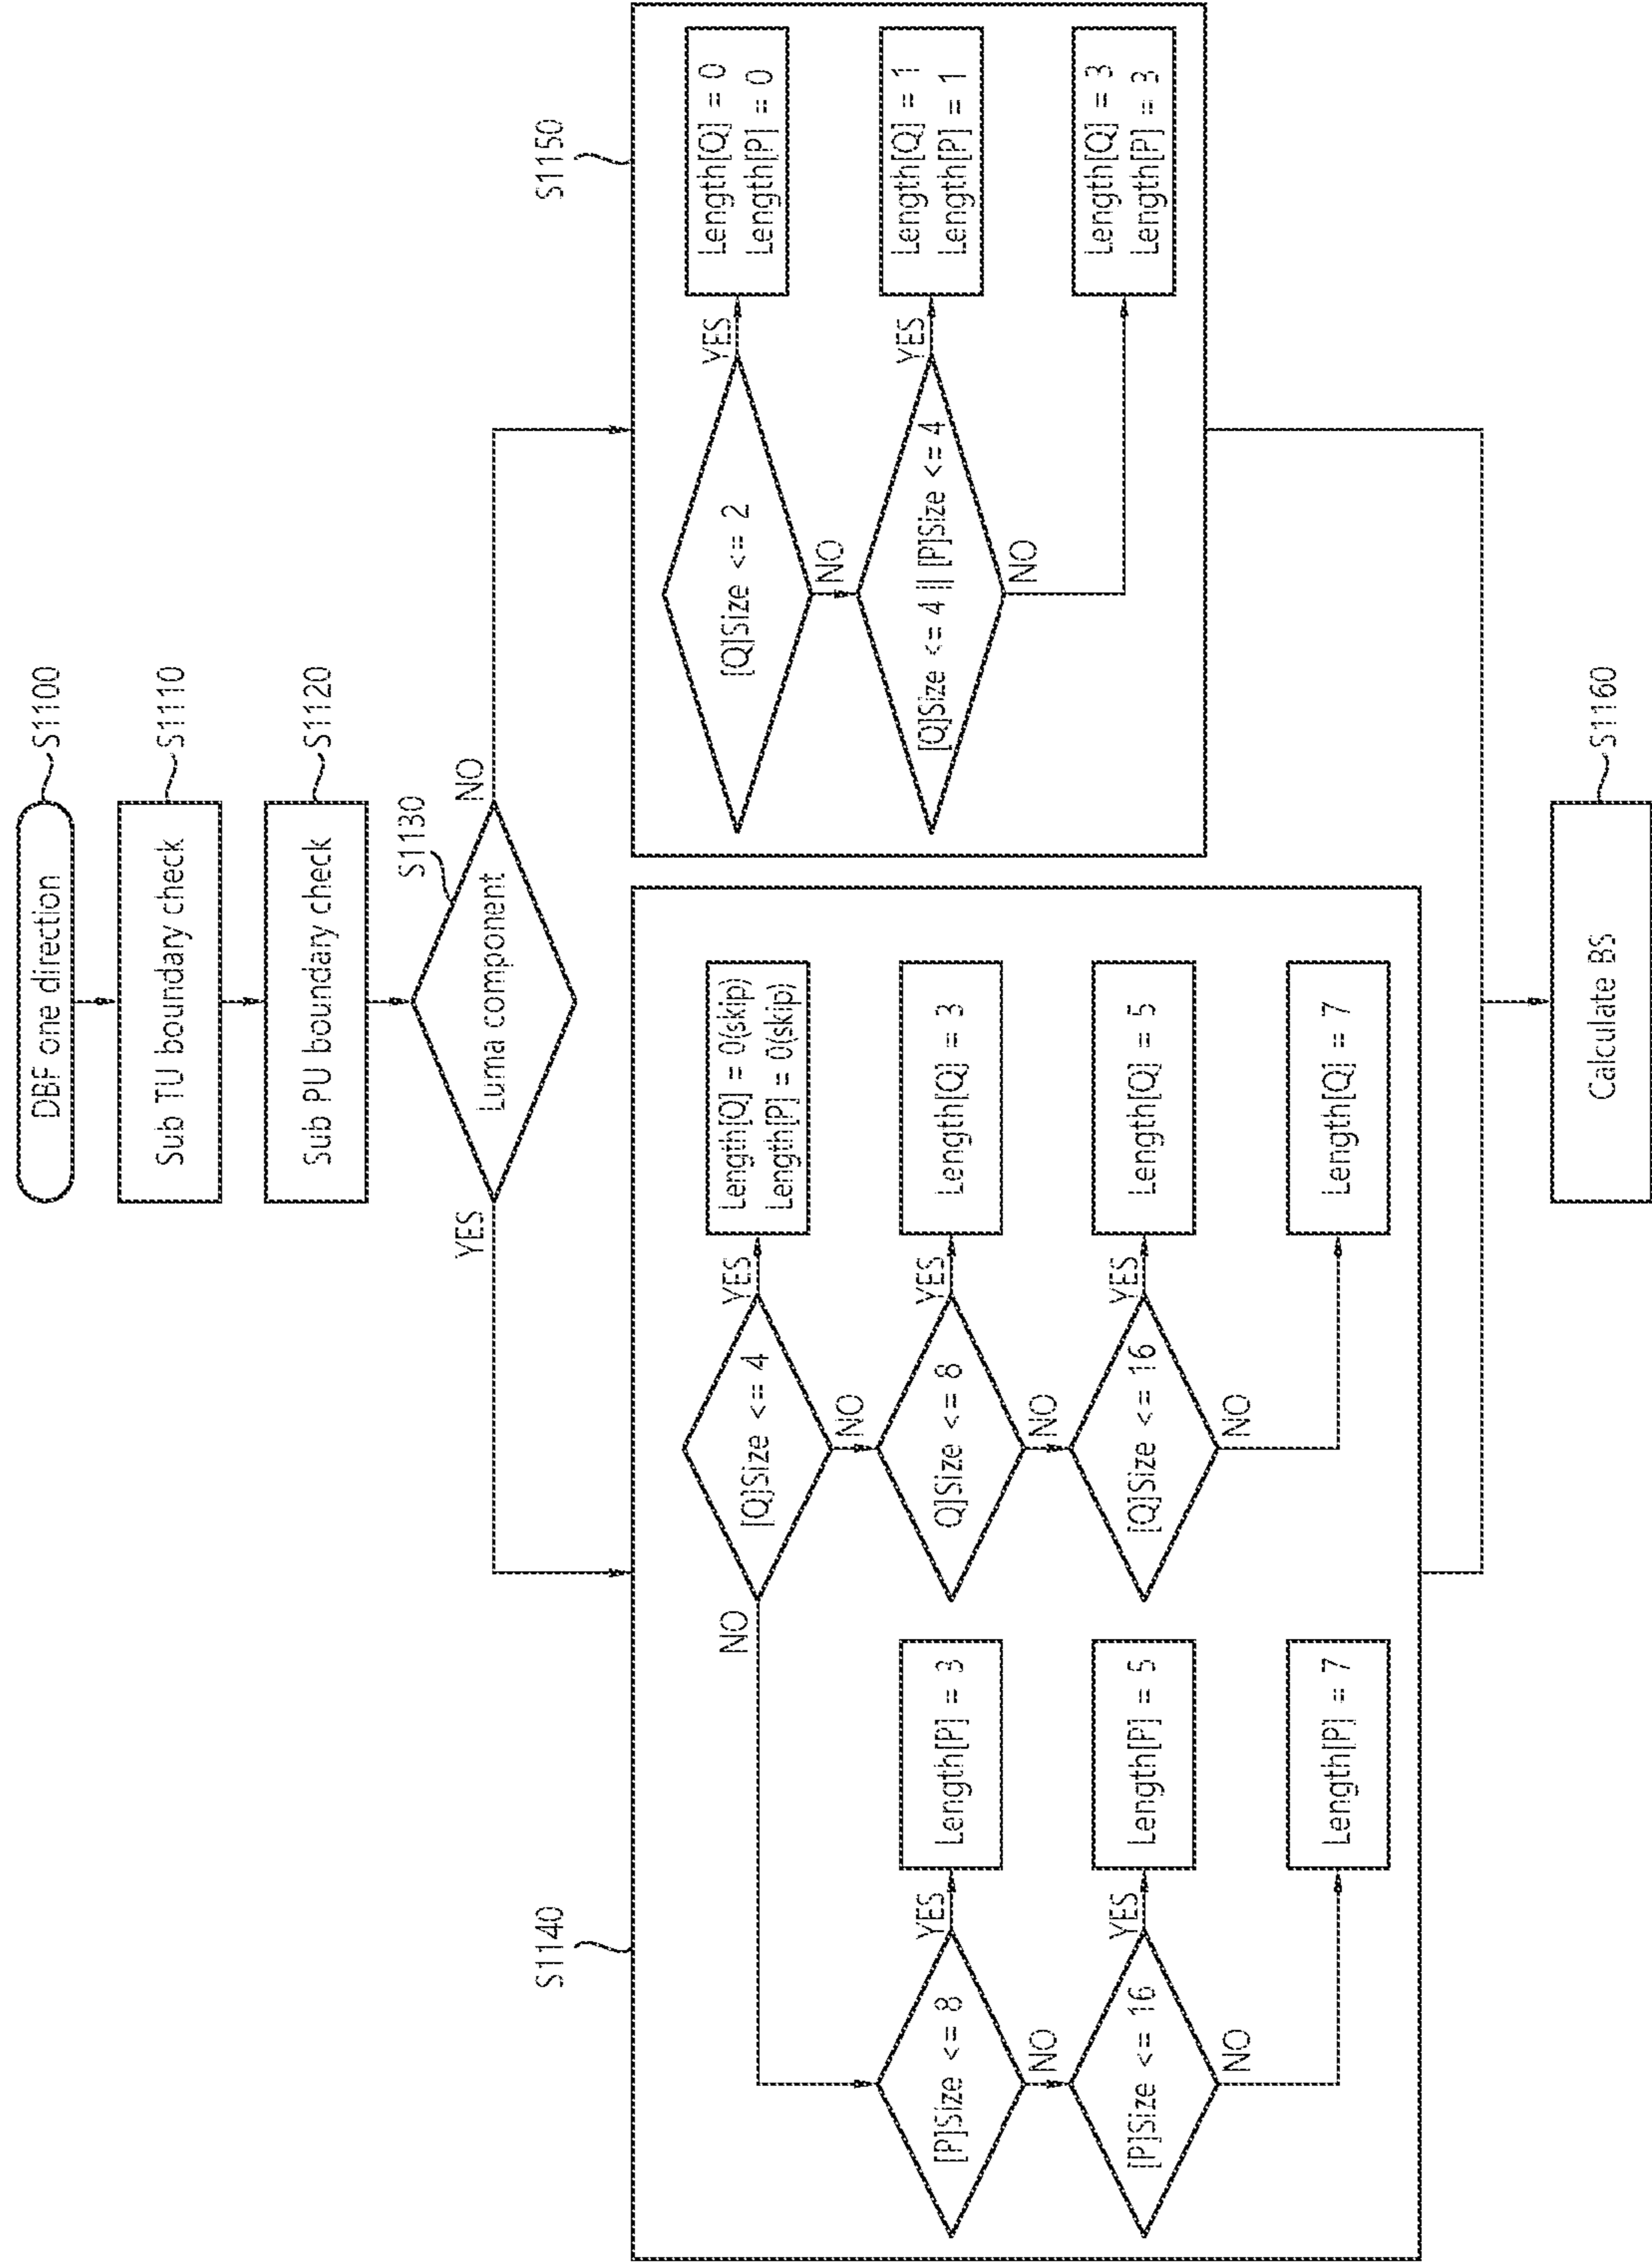 DBF one direction
S1100
Sub TU boundary check
S1110
Sub PU boundary check
S1120
Luma component
S1130
YES
NO
S1140
[Q]Size <= 4
YES
Length[Q] = 0(skip)
Length[P] = 0(skip)
NO
NO
[P]Size <= 8
YES
Length[P] = 3
NO
[P]Size <= 16
YES
Length[P] = 5
NO
Length[P] = 7
Q]Size <= 8
YES
Length[Q] = 3
NO
[Q]Size <= 16
YES
Length[Q] = 5
NO
Length[Q] = 7
S1150
[Q]Size <= 2
YES
Length[Q] = 0
Length[P] = 0
NO
[Q]Size <= 4 || [P]Size <= 4
YES
Length[Q] = 1
Length[P] = 1
NO
Length[Q] = 3
Length[P] = 3
Calculate BS
S1160